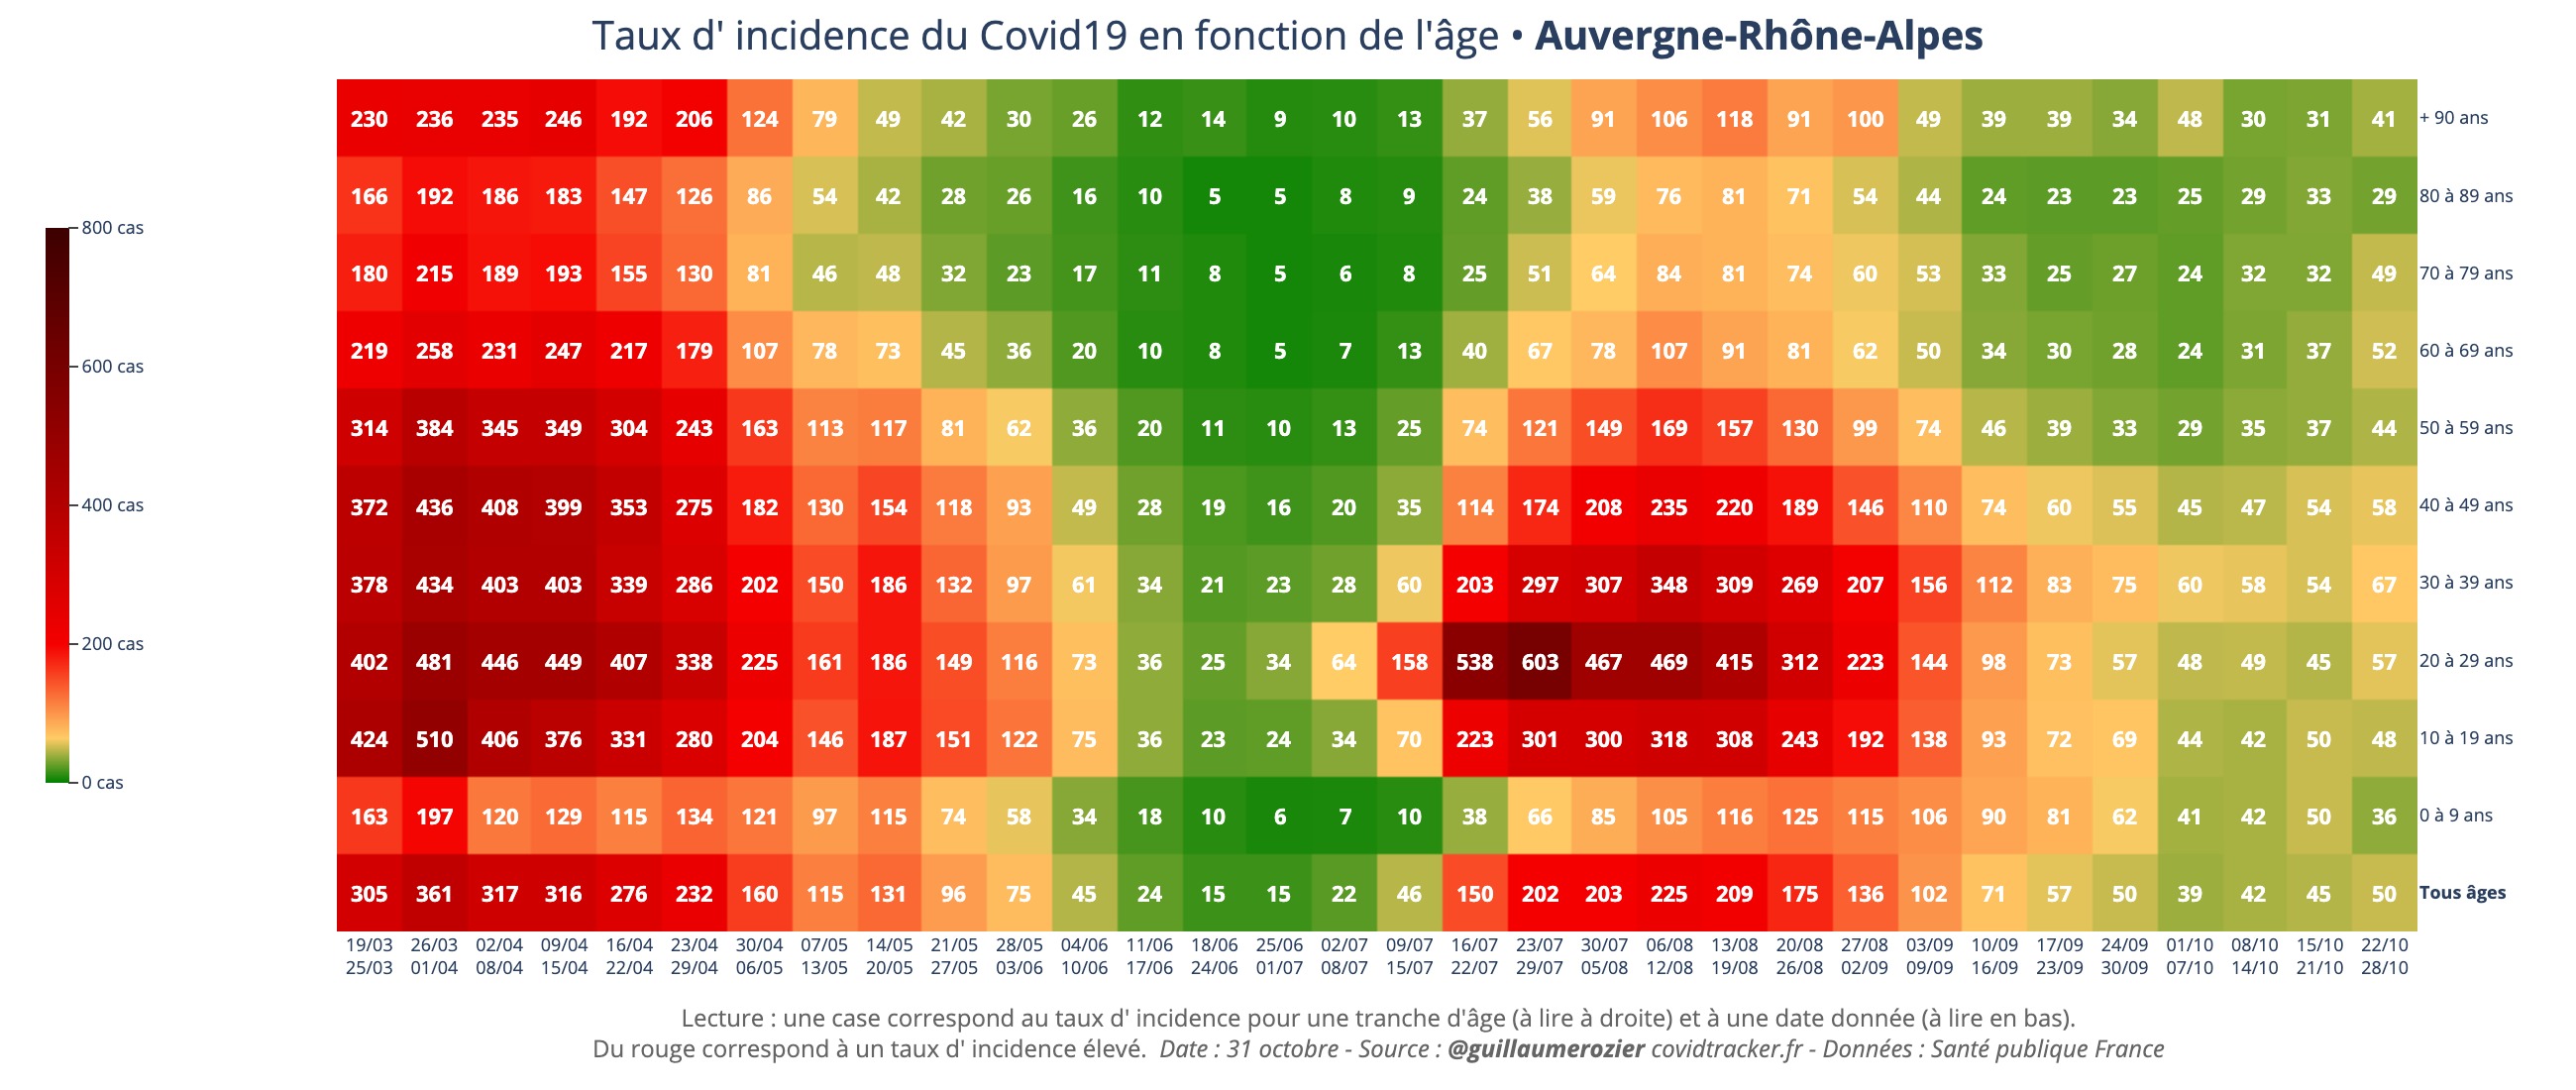 Taux d' incidence du Covid19 en fonction de l'âge • Auvergne-Rhône-Alpes
230 236 235 246 192 206 124 79 49 42 30 26 12 14 9 10 13 37 56 91 106 118 91 100 49 39 39 34 48 30 31 41 + 90 ans
166 192 186 183 147 126 86 54 42 28 26 16 10 5 5 8 9 24 38 59 76 81 71 54 44 24 23 23 25 29 33 29 80 à 89 ans
800 cas
180 215 189 193 155 130 81 46 48 32 23 17 11 8 5 6 8 25 51 64 84 81 74 60 53 33 25 27 24 32 32 49 70 à 79 ans
219 258 231 247 217 179 107 78 73 45 36 20 10 8 5 7 13 40 67 78 107 91 81 62 50 34 30 28 24 31 37 52 60 à 69 ans
600 cas
314 384 345 349 304 243 163 113 117 81 62 36 20 11 10 13 25 74 121 149 169 157 130 99 74 46 39 33 29 35 37 44 50 à 59 ans
400 cas
372 436 408 399 353 275 182 130 154 118 93 49 28 19 16 20 35 114 174 208 235 220 189 146 110 74 60 55 45 47 54 58 40 à 49 ans
378 434 403 403 339 286 202 150 186 132 97 61 34 21 23 28 60 203 297 307 348 309 269 207 156 112 83 75 60 58 54 67 30 à 39 ans
200 cas
402 481 446 449 407 338 225 161 186 149 116 73 36 25 34 64 158 538 603 467 469 415 312 223 144 98 73 57 48 49 45 57 20 à 29 ans
424 510 406 376 331 280 204 146 187 151 122 75 36 23 24 34 70 223 301 300 318 308 243 192 138 93 72 69 44 42 50 48 10 à 19 ans
0 cas
163 197 120 129 115 134 121 97 115 74 58 34 18 10 6 7 10 38 66 85 105 116 125 115 106 90 81 62 41 42 50 36 0 à 9 ans
305 361 317 316 276 232 160 115 131 96 75 45 24 15 15 22 46 150 202 203 225 209 175 136 102 71 57 50 39 42 45 50 Tous âges
19/03 26/03 02/04 09/04 16/04 23/04 30/04 07/05 14/05 21/05 28/05 04/06 11/06 18/06 25/06 02/07 09/07 16/07 23/07 30/07 06/08 13/08 20/08 27/08 03/09 10/09 17/09 24/09 01/10 08/10 15/10 22/10
25/03 01/04 08/04 15/04 22/04 29/04 06/05 13/05 20/05 27/05 03/06 10/06 17/06 24/06 01/07 08/07 15/07 22/07 29/07 05/08 12/08 19/08 26/08 02/09 09/09 16/09 23/09 30/09 07/10 14/10 21/10 28/10
Lecture : une case correspond au taux d' incidence pour une tranche d'âge (à lire à droite) et à une date donnée (à lire en bas).
Du rouge correspond à un taux d' incidence élevé. Date : 31 octobre - Source : @guillaumerozier covidtracker.fr - Données : Santé publique France